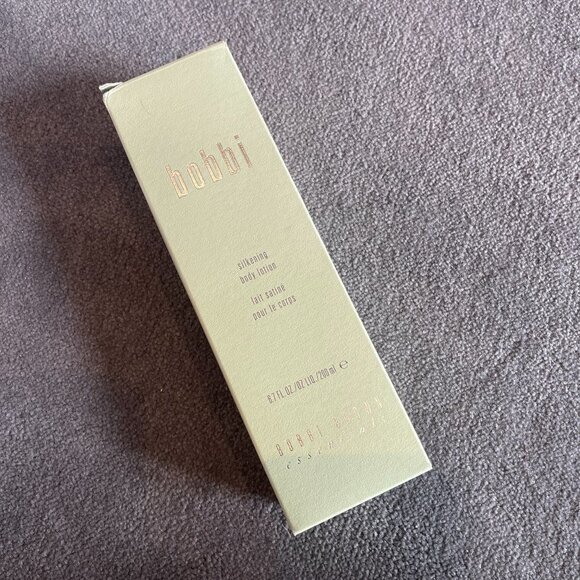 bobbi
silkening
body lotion
lait satiné
pour le corps
6.7 FL.OZ/OZ.LIQ./200 ml ℮
BOBBI BROWN
essentials